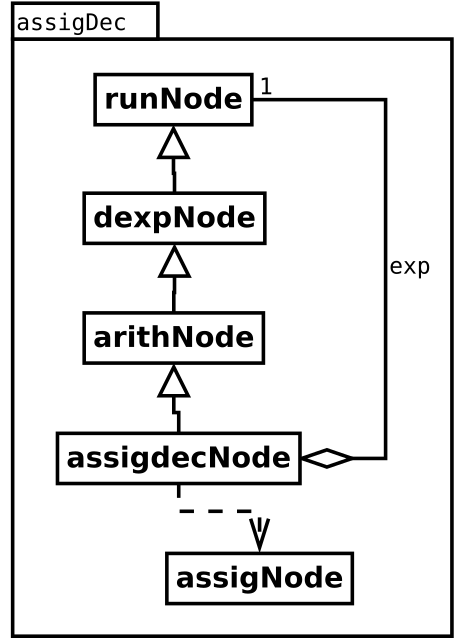 assigDec
runNode
1
dexpNode
exp
arithNode
assigdecNode
assigNode